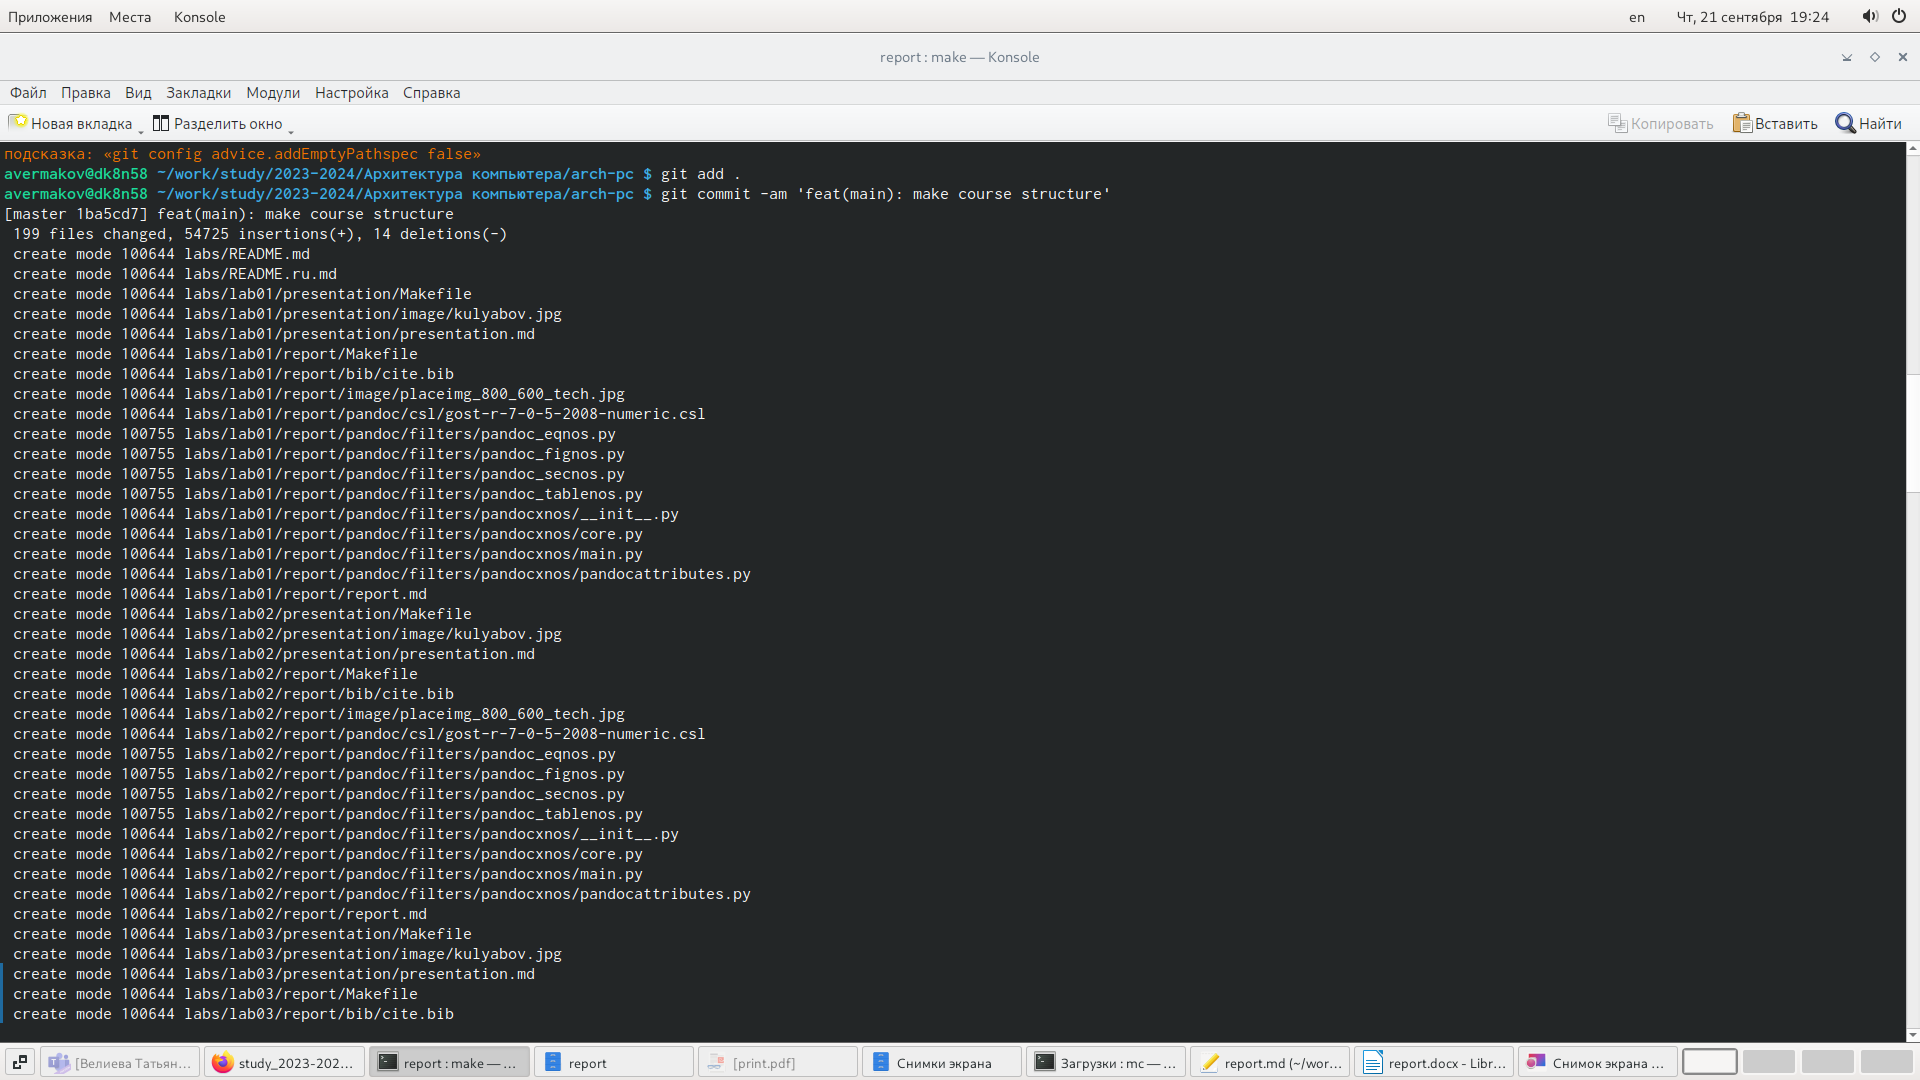 Приложения Места Konsole en Чт, 21 сентября 19:24
report : make — Konsole
Файл Правка Вид Закладки Модули Настройка Справка
Новая вкладка Разделить окно Копировать Вставить Найти
подсказка: «git config advice.addEmptyPathspec false»
avermakov@dk8n58 ~/work/study/2023-2024/Архитектура компьютера/arch-pc $ git add .
avermakov@dk8n58 ~/work/study/2023-2024/Архитектура компьютера/arch-pc $ git commit -am 'feat(main): make course structure'
[master 1ba5cd7] feat(main): make course structure
 199 files changed, 54725 insertions(+), 14 deletions(-)
 create mode 100644 labs/README.md
 create mode 100644 labs/README.ru.md
 create mode 100644 labs/lab01/presentation/Makefile
 create mode 100644 labs/lab01/presentation/image/kulyabov.jpg
 create mode 100644 labs/lab01/presentation/presentation.md
 create mode 100644 labs/lab01/report/Makefile
 create mode 100644 labs/lab01/report/bib/cite.bib
 create mode 100644 labs/lab01/report/image/placeimg_800_600_tech.jpg
 create mode 100644 labs/lab01/report/pandoc/csl/gost-r-7-0-5-2008-numeric.csl
 create mode 100755 labs/lab01/report/pandoc/filters/pandoc_eqnos.py
 create mode 100755 labs/lab01/report/pandoc/filters/pandoc_fignos.py
 create mode 100755 labs/lab01/report/pandoc/filters/pandoc_secnos.py
 create mode 100755 labs/lab01/report/pandoc/filters/pandoc_tablenos.py
 create mode 100644 labs/lab01/report/pandoc/filters/pandocxnos/__init__.py
 create mode 100644 labs/lab01/report/pandoc/filters/pandocxnos/core.py
 create mode 100644 labs/lab01/report/pandoc/filters/pandocxnos/main.py
 create mode 100644 labs/lab01/report/pandoc/filters/pandocxnos/pandocattributes.py
 create mode 100644 labs/lab01/report/report.md
 create mode 100644 labs/lab02/presentation/Makefile
 create mode 100644 labs/lab02/presentation/image/kulyabov.jpg
 create mode 100644 labs/lab02/presentation/presentation.md
 create mode 100644 labs/lab02/report/Makefile
 create mode 100644 labs/lab02/report/bib/cite.bib
 create mode 100644 labs/lab02/report/image/placeimg_800_600_tech.jpg
 create mode 100644 labs/lab02/report/pandoc/csl/gost-r-7-0-5-2008-numeric.csl
 create mode 100755 labs/lab02/report/pandoc/filters/pandoc_eqnos.py
 create mode 100755 labs/lab02/report/pandoc/filters/pandoc_fignos.py
 create mode 100755 labs/lab02/report/pandoc/filters/pandoc_secnos.py
 create mode 100755 labs/lab02/report/pandoc/filters/pandoc_tablenos.py
 create mode 100644 labs/lab02/report/pandoc/filters/pandocxnos/__init__.py
 create mode 100644 labs/lab02/report/pandoc/filters/pandocxnos/core.py
 create mode 100644 labs/lab02/report/pandoc/filters/pandocxnos/main.py
 create mode 100644 labs/lab02/report/pandoc/filters/pandocxnos/pandocattributes.py
 create mode 100644 labs/lab02/report/report.md
 create mode 100644 labs/lab03/presentation/Makefile
 create mode 100644 labs/lab03/presentation/image/kulyabov.jpg
 create mode 100644 labs/lab03/presentation/presentation.md
 create mode 100644 labs/lab03/report/Makefile
 create mode 100644 labs/lab03/report/bib/cite.bib
[Велиева Татьян... study_2023-202... report : make — ... report [print.pdf] Снимки экрана Загрузки : mc — ... report.md (~/wor... report.docx - Libr... Снимок экрана ...